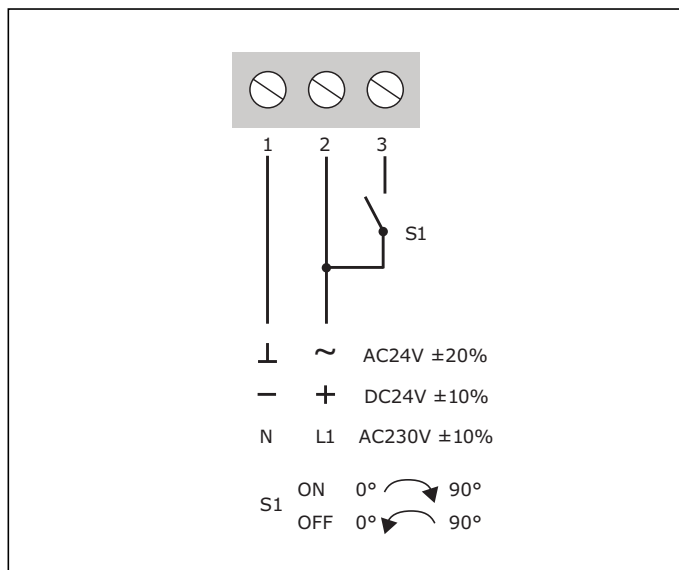 1 2 3
S1
⊥ ~ AC24V ±20%
− + DC24V ±10%
N L1 AC230V ±10%
S1
ON 0° 90°
OFF 0° 90°